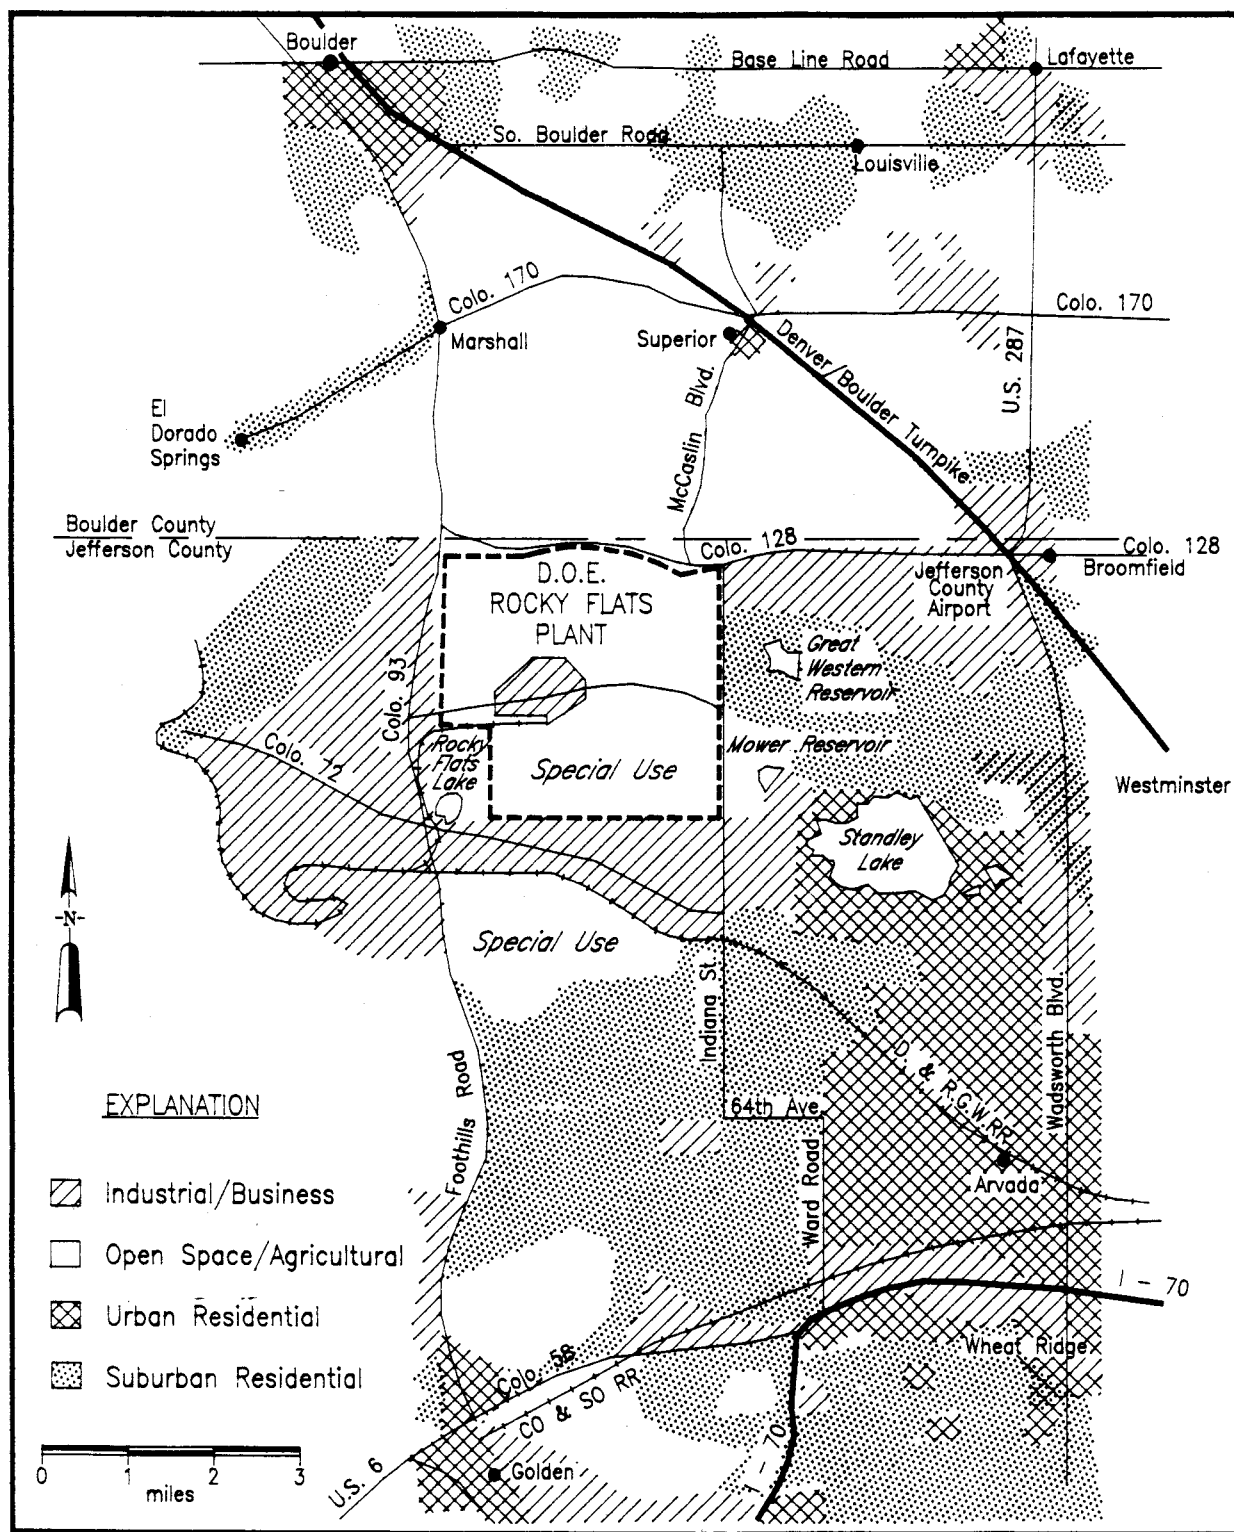 Boulder
Base Line Road
Lafayette
So. Boulder Road
Louisville
Colo. 170
Colo. 170
Marshall
Superior
Denver/Boulder Turnpike
U.S. 287
McCaslin Blvd.
El
Dorado
Springs
Boulder County
Jefferson County
Colo. 128
Colo. 128
Broomfield
Jefferson
County
Airport
D.O.E.
ROCKY FLATS
PLANT
Great
Western
Reservoir
Colo. 93
Colo. 72
Rocky
Flats
Lake
Special Use
Mower Reservoir
Westminster
Standley
Lake
-N-
Special Use
Indiana St.
Wadsworth Blvd.
D. & R.G.W.RR
Foothills Road
64th Ave.
Ward Road
Arvada
EXPLANATION
Industrial/Business
Open Space/Agricultural
Urban Residential
Suburban Residential
I - 70
Wheat Ridge
Colo. 58
CO & SO RR
I - 70
U.S. 6
Golden
0 1 2 3
miles